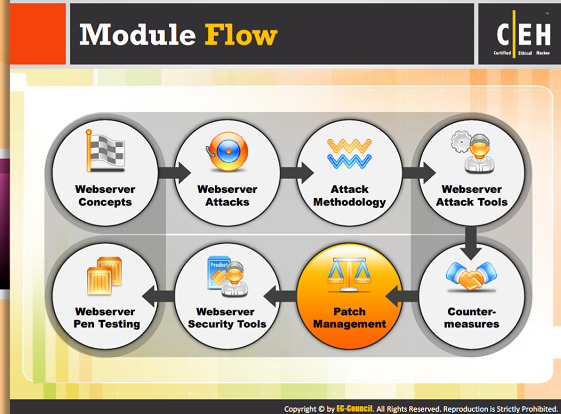 Module Flow
CEH
Certified Ethical Hacker
Webserver
Concepts
Webserver
Attacks
Attack
Methodology
Webserver
Attack Tools
Webserver
Pen Testing
Product
Webserver
Security Tools
Patch
Management
Counter-
measures
Copyright © by EC-Council. All Rights Reserved. Reproduction is Strictly Prohibited.